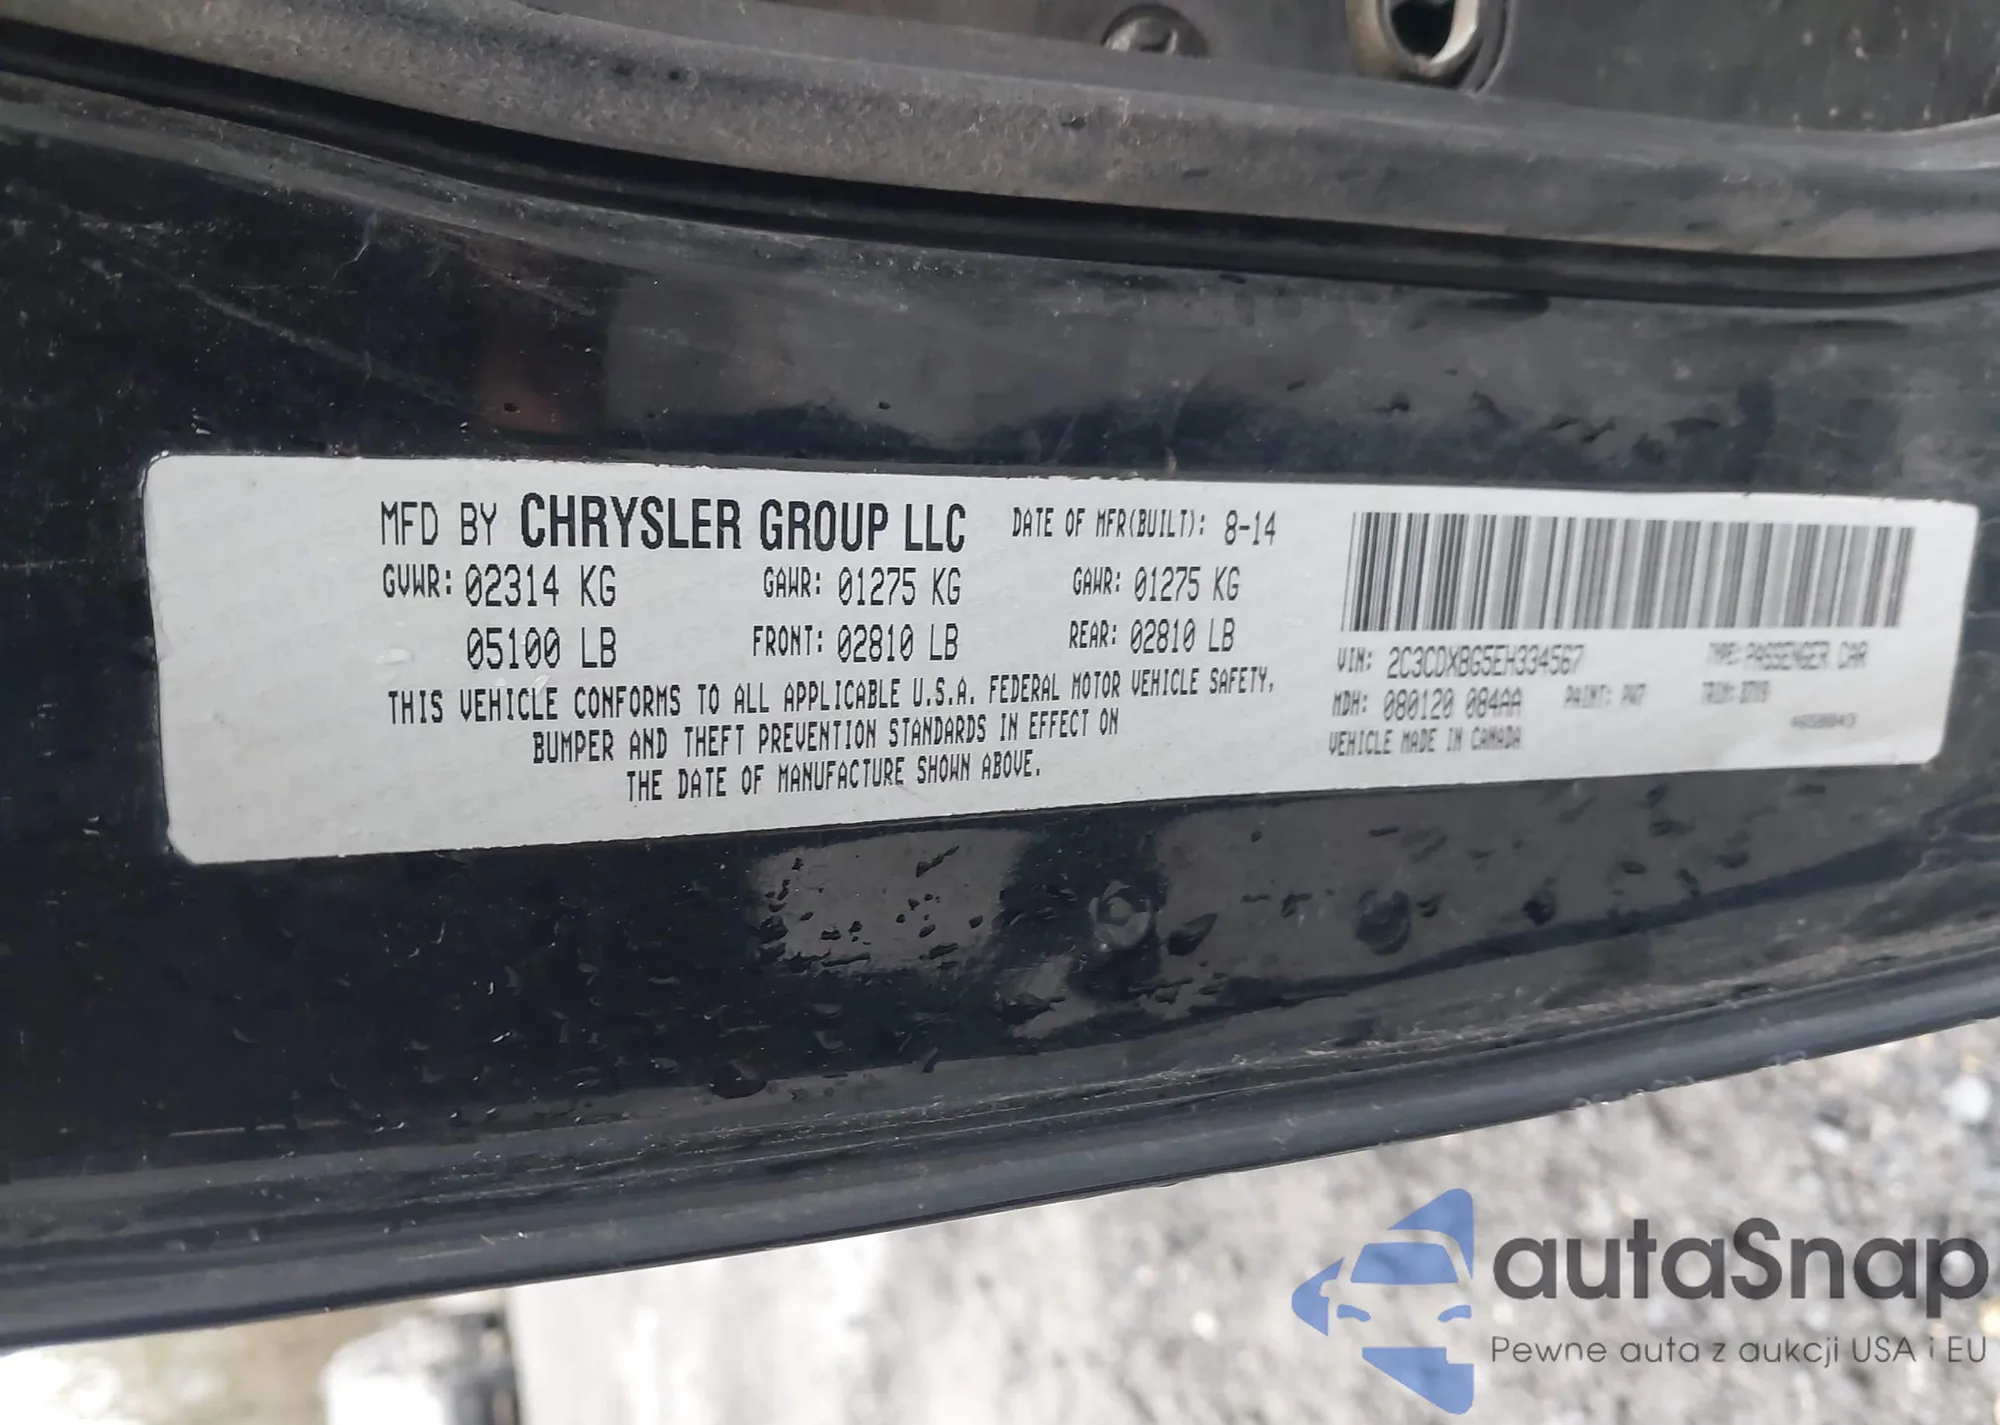 MFD BY CHRYSLER GROUP LLC DATE OF MFR(BUILT): 8-14
GVWR: 02314 KG GAWR: 01275 KG GAWR: 01275 KG
05100 LB FRONT: 02810 LB REAR: 02810 LB
THIS VEHICLE CONFORMS TO ALL APPLICABLE U.S.A. FEDERAL MOTOR VEHICLE SAFETY,
BUMPER AND THEFT PREVENTION STANDARDS IN EFFECT ON
THE DATE OF MANUFACTURE SHOWN ABOVE.
VIN: 2C3CDXBG5EH334567 TYPE: PASSENGER CAR
MDH: 080120 084AA PAINT: PW7 TRIM:
VEHICLE MADE IN CANADA
autaSnap
Pewne auta z aukcji USA i EU